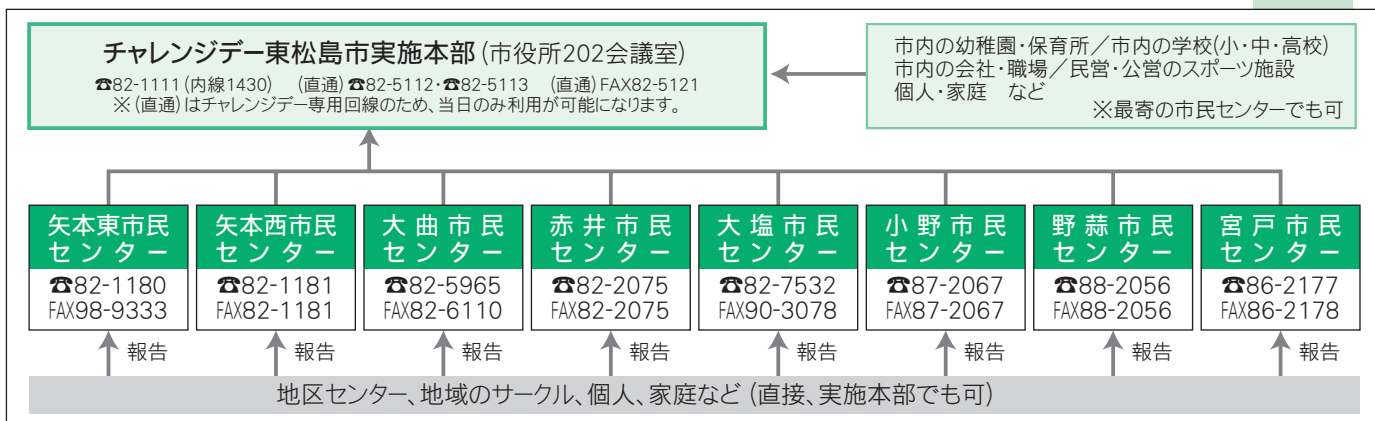 チャレンジデー東松島市実施本部(市役所202会議室)
☎82-1111(内線1430) (直通)☎82-5112・☎82-5113 (直通)FAX82-5121
※(直通)はチャレンジデー専用回線のため、当日のみ利用が可能になります。
市内の幼稚園・保育所／市内の学校(小・中・高校)
市内の会社・職場／民営・公営のスポーツ施設
個人・家庭 など
※最寄の市民センターでも可
矢本東市民
センター
☎82-1180
FAX98-9333
矢本西市民
センター
☎82-1181
FAX82-1181
大曲市民
センター
☎82-5965
FAX82-6110
赤井市民
センター
☎82-2075
FAX82-2075
大塩市民
センター
☎82-7532
FAX90-3078
小野市民
センター
☎87-2067
FAX87-2067
野蒜市民
センター
☎88-2056
FAX88-2056
宮戸市民
センター
☎86-2177
FAX86-2178
報告 報告 報告 報告 報告 報告 報告 報告
地区センター、地域のサークル、個人、家庭など(直接、実施本部でも可)